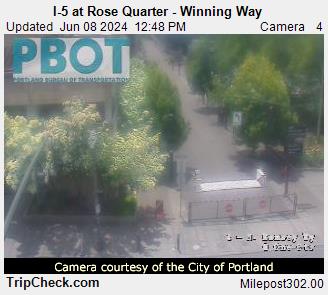 I-5 at Rose Quarter - Winning Way
Updated Jun 08 2024 12:48 PM Camera 4
PBOT
PORTLAND BUREAU OF TRANSPORTATION
Camera courtesy of the City of Portland
TripCheck.com Milepost302.00